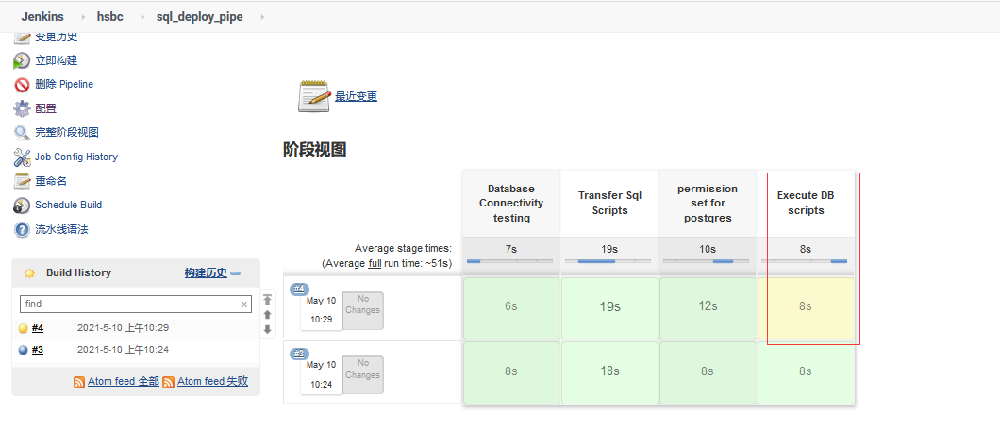 Jenkins hsbc sql_deploy_pipe
变更历史
立即构建
删除 Pipeline
配置
完整阶段视图
Job Config History
重命名
Schedule Build
流水线语法
Build History 构建历史
find x
#4 2021-5-10 上午10:29
#3 2021-5-10 上午10:24
Atom feed 全部 Atom feed 失败
最近变更
阶段视图
Database
Connectivity
testing
Transfer Sql
Scripts
permission
set for
postgres
Execute DB
scripts
Average stage times:
(Average full run time: ~51s)
7s 19s 10s 8s
#4
May 10
10:29
No
Changes
6s 19s 12s 8s
#3
May 10
10:24
No
Changes
8s 18s 8s 8s